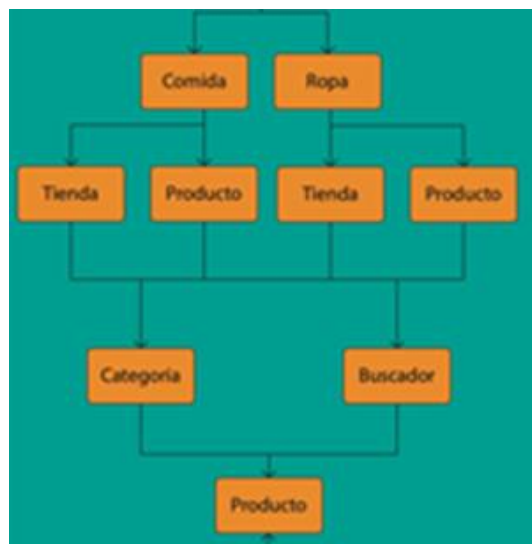 Comida
Ropa
Tienda
Producto
Tienda
Producto
Categoria
Buscador
Producto